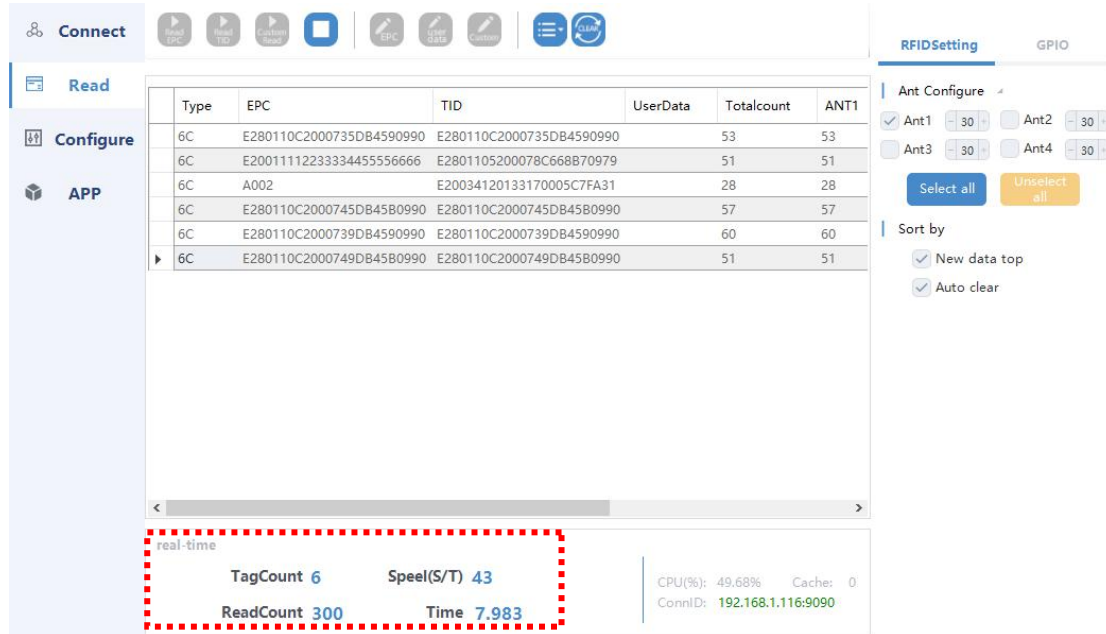 Connect
Read
Configure
APP
Read EPC
Read TID
Custom Read
EPC
user data
Custom
CLEAR
Type EPC TID UserData Totalcount ANT1
6C E280110C2000735DB4590990 E280110C2000735DB4590990 53 53
6C E20011112233334455556666 E2801105200078C668B70979 51 51
6C A002 E20034120133170005C7FA31 28 28
6C E280110C2000745DB45B0990 E280110C2000745DB45B0990 57 57
6C E280110C2000739DB4590990 E280110C2000739DB4590990 60 60
6C E280110C2000749DB45B0990 E280110C2000749DB45B0990 51 51
real-time
TagCount 6 Speel(S/T) 43
ReadCount 300 Time 7.983
CPU(%): 49.68% Cache: 0
ConnID: 192.168.1.116:9090
RFIDSetting GPIO
Ant Configure
Ant1 - 30 + Ant2 - 30 +
Ant3 - 30 + Ant4 - 30 +
Select all Unselect all
Sort by
New data top
Auto clear